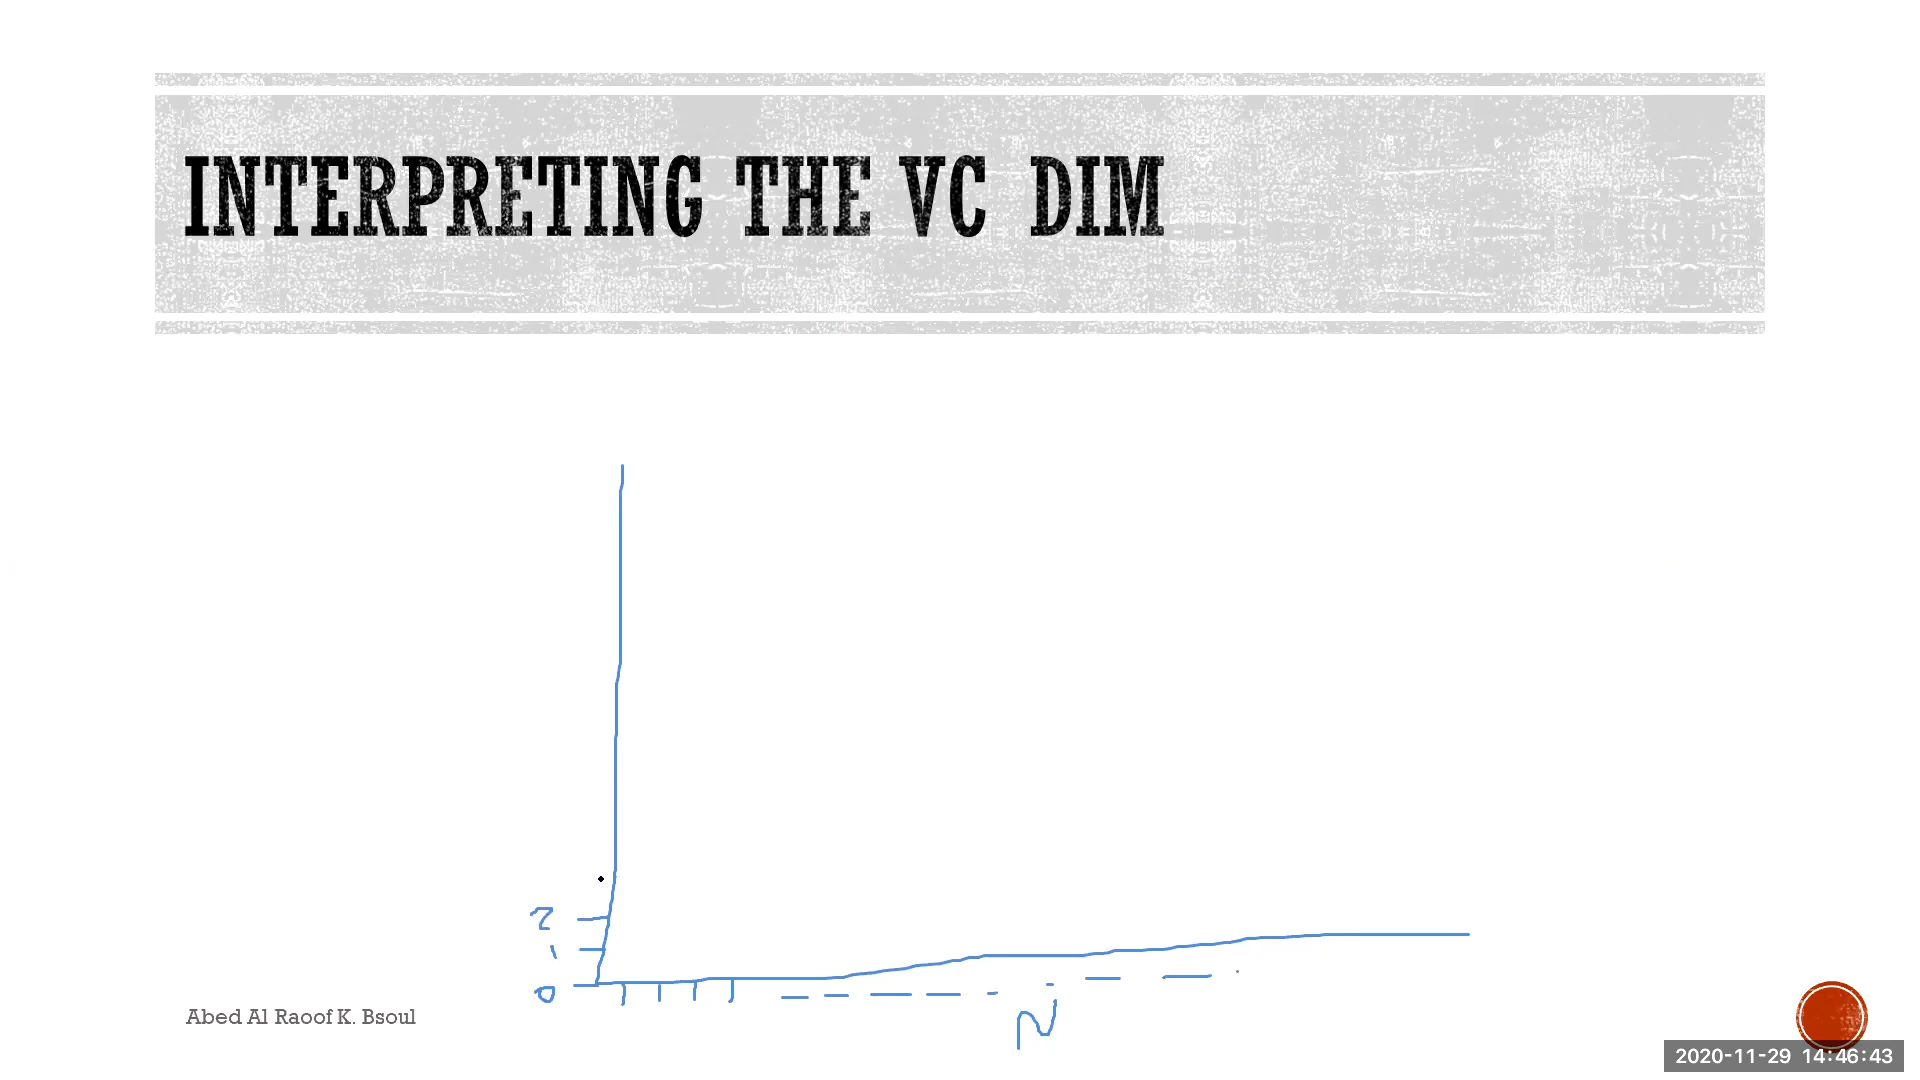 INTERPRETING THE VC DIM
2
1
0
N
Abed Al Raoof K. Bsoul
2020-11-29 14:46:43